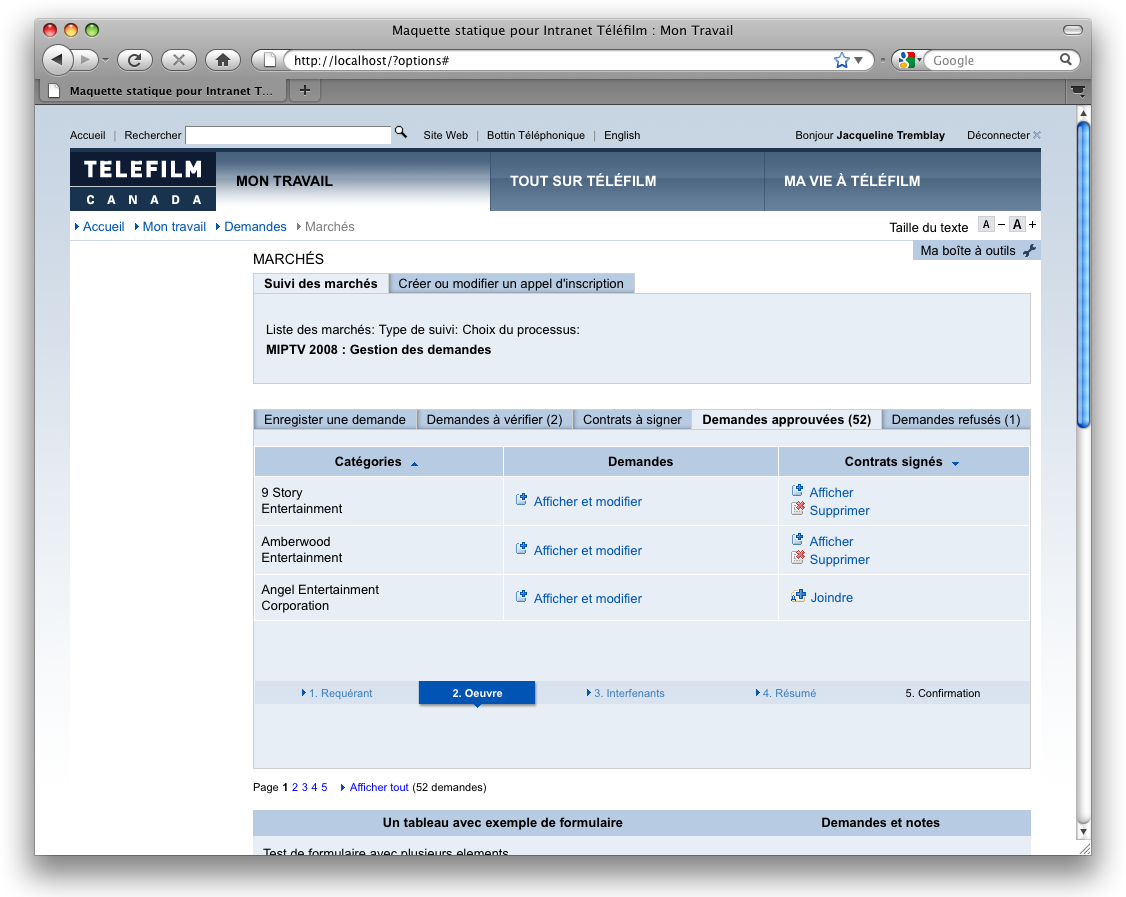 Maquette statique pour Intranet Téléfilm : Mon Travail
http://localhost/?options#
Google
Maquette statique pour Intranet T...
Accueil | Rechercher
Site Web | Bottin Téléphonique | English
Bonjour Jacqueline Tremblay
Déconnecter
TELEFILM
CANADA
MON TRAVAIL
TOUT SUR TÉLÉFILM
MA VIE À TÉLÉFILM
Accueil Mon travail Demandes Marchés
Taille du texte A − A +
Ma boîte à outils
MARCHÉS
Suivi des marchés
Créer ou modifier un appel d'inscription
Liste des marchés: Type de suivi: Choix du processus:
MIPTV 2008 : Gestion des demandes
Enregister une demande
Demandes à vérifier (2)
Contrats à signer
Demandes approuvées (52)
Demandes refusés (1)
Catégories
Demandes
Contrats signés
9 Story
Entertainment
Afficher et modifier
Afficher
Supprimer
Amberwood
Entertainment
Afficher et modifier
Afficher
Supprimer
Angel Entertainment
Corporation
Afficher et modifier
Joindre
1. Requérant
2. Oeuvre
3. Interfenants
4. Résumé
5. Confirmation
Page 1 2 3 4 5 Afficher tout (52 demandes)
Un tableau avec exemple de formulaire
Demandes et notes
Test de formulaire avec plusieurs elements